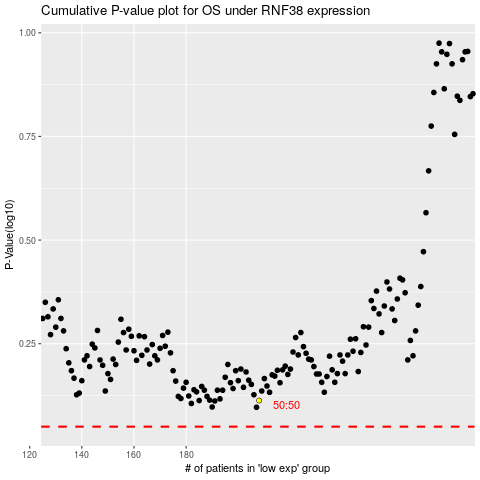 Cumulative P-value plot for OS under RNF38 expression
1.00
0.75
0.50
0.25
P-Value(log10)
50:50
120 140 160 180
# of patients in 'low exp' group